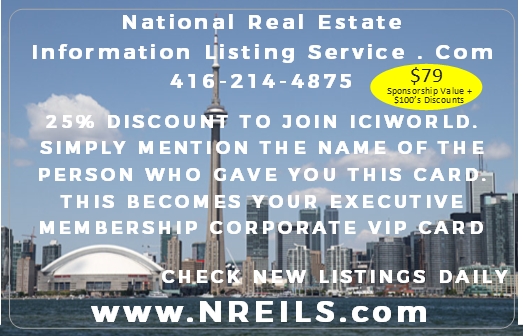 National Real Estate
Information Listing Service . Com
416-214-4875
$79
Sponsorship Value +
$100's Discounts
25% DISCOUNT TO JOIN ICIWORLD.
SIMPLY MENTION THE NAME OF THE
PERSON WHO GAVE YOU THIS CARD.
THIS BECOMES YOUR EXECUTIVE
MEMBERSHIP CORPORATE VIP CARD
CHECK NEW LISTINGS DAILY
www.NREILS.com